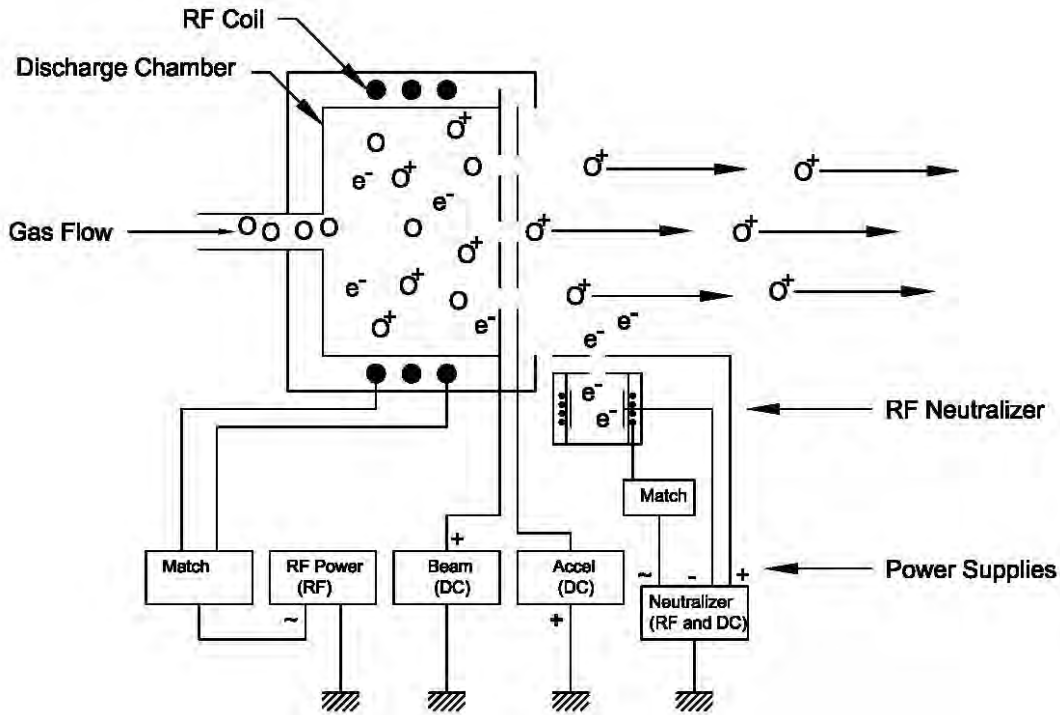 RF Coil
Discharge Chamber
O
O⁺
O⁺
O
O⁺
e⁻
O⁺
O⁺
e⁻
Gas Flow
O O O O
O
O⁺
O⁺
O⁺
e⁻
O⁺
O
O⁺
O⁺
O⁺
e⁻
e⁻
e⁻
e⁻
e⁻
RF Neutralizer
Match
Match
RF Power
(RF)
~
Beam
(DC)
+
Accel
(DC)
+
~
-
+
Neutralizer
(RF and DC)
Power Supplies